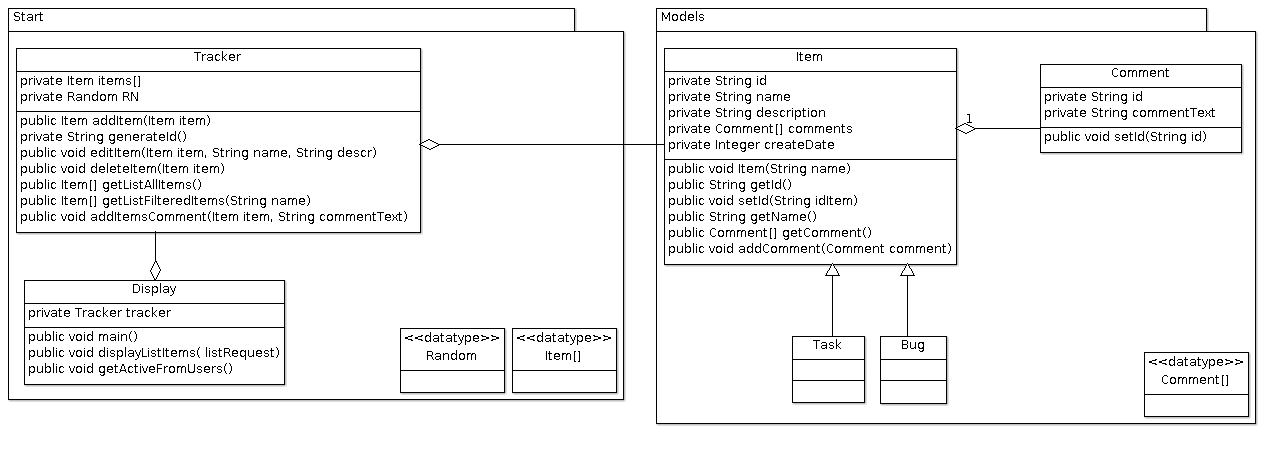 Start
Tracker
private Item items[]
private Random RN
public Item addItem(Item item)
private String generateId()
public void editItem(Item item, String name, String descr)
public void deleteItem(Item item)
public Item[] getListAllItems()
public Item[] getListFilteredItems(String name)
public void addItemsComment(Item item, String commentText)
Display
private Tracker tracker
public void main()
public void displayListItems( listRequest)
public void getActiveFromUsers()
<<datatype>>
Random
<<datatype>>
Item[]
Models
Item
private String id
private String name
private String description
private Comment[] comments
private Integer createDate
public void Item(String name)
public String getId()
public void setId(String idItem)
public String getName()
public Comment[] getComment()
public void addComment(Comment comment)
1
Comment
private String id
private String commentText
public void setId(String id)
Task
Bug
<<datatype>>
Comment[]